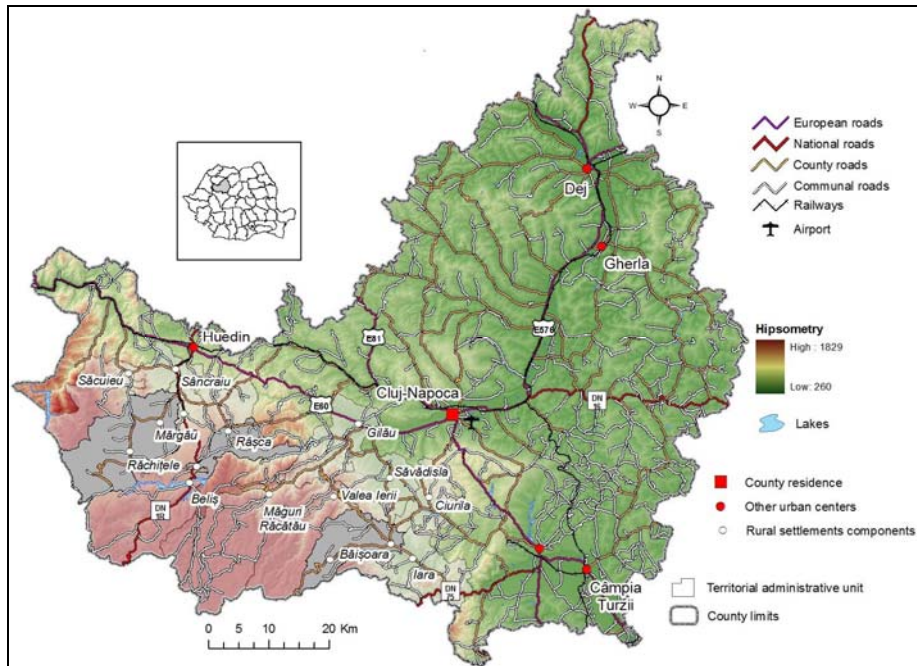 N
W E
S
European roads
National roads
County roads
Communal roads
Railways
Airport
Dej
Gherla
E576
E81
Huedin
Hipsometry
High : 1829
Low: 260
Săcuieu
Sâncraiu
Cluj-Napoca
E60
DN
Lakes
Mărgău
Râșca
Gilău
Răchițele
Săvădisla
Beliș
Valea Ierii
Ciurila
County residence
DN
1R
Măguri
Răcătău
Other urban centers
Rural settlements components
Băișoara
Iara
Câmpia
Turzii
Territorial administrative unit
DN
75
County limits
0 5 10 20 Km